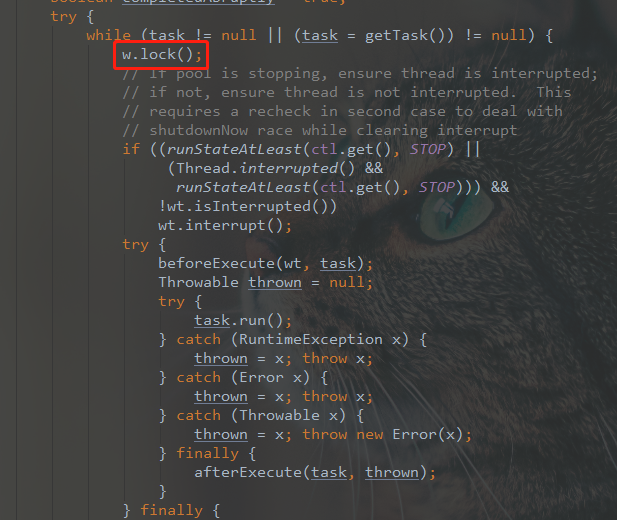 boolean completedAbruptly = true;
try {
while (task != null || (task = getTask()) != null) {
w.lock();
// If pool is stopping, ensure thread is interrupted;
// if not, ensure thread is not interrupted.  This
// requires a recheck in second case to deal with
// shutdownNow race while clearing interrupt
if ((runStateAtLeast(ctl.get(), STOP) ||
(Thread.interrupted() &&
runStateAtLeast(ctl.get(), STOP))) &&
!wt.isInterrupted())
wt.interrupt();
try {
beforeExecute(wt, task);
Throwable thrown = null;
try {
task.run();
} catch (RuntimeException x) {
thrown = x; throw x;
} catch (Error x) {
thrown = x; throw x;
} catch (Throwable x) {
thrown = x; throw new Error(x);
} finally {
afterExecute(task, thrown);
}
} finally {